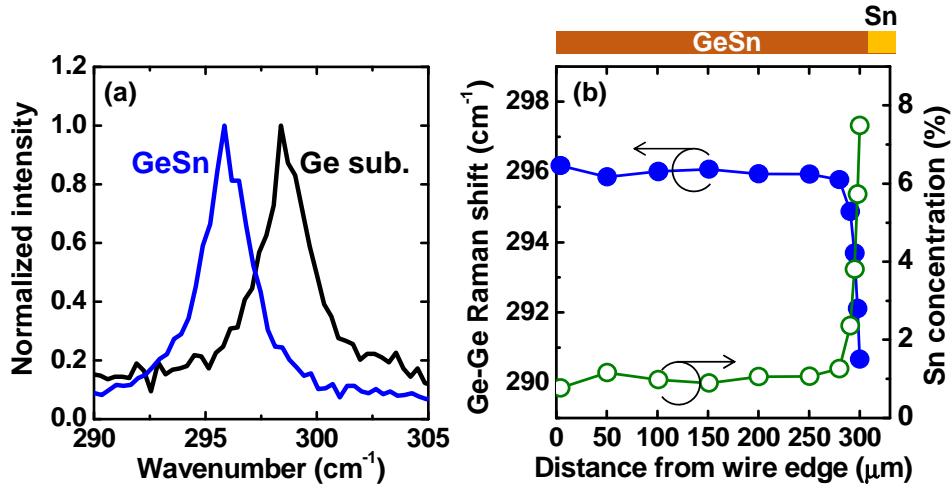 Sn
GeSn
(a)
GeSn
Ge sub.
Normalized intensity
1.2
1.0
0.8
0.6
0.4
0.2
0.0
290
295
300
305
Wavenumber (cm⁻¹)
(b)
Ge-Ge Raman shift (cm⁻¹)
298
296
294
292
290
Sn concentration (%)
8
6
4
2
0
0
50
100
150
200
250
300
Distance from wire edge (μm)